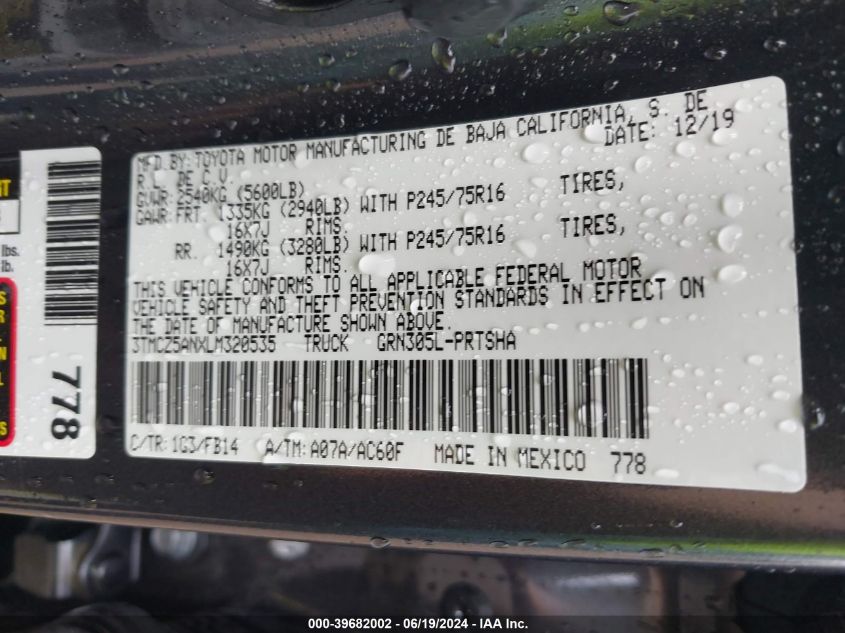 MFD.BY:TOYOTA MOTOR MANUFACTURING DE BAJA CALIFORNIA, S. DE
R.L. DE C.V. DATE: 12/19
GVWR: 2540KG (5600LB)
GAWR: FRT. 1335KG (2940LB) WITH P245/75R16 TIRES,
16X7J RIMS.
RR. 1490KG (3280LB) WITH P245/75R16 TIRES,
16X7J RIMS.
THIS VEHICLE CONFORMS TO ALL APPLICABLE FEDERAL MOTOR
VEHICLE SAFETY AND THEFT PREVENTION STANDARDS IN EFFECT ON
THE DATE OF MANUFACTURE SHOWN ABOVE.
3TMCZ5ANXLM320535 TRUCK GRN305L-PRTSHA
C/TR:1G3/FB14 A/TM:A07A/AC60F MADE IN MEXICO 778
lbs.
lb.
778
000-39682002 - 06/19/2024 - IAA Inc.